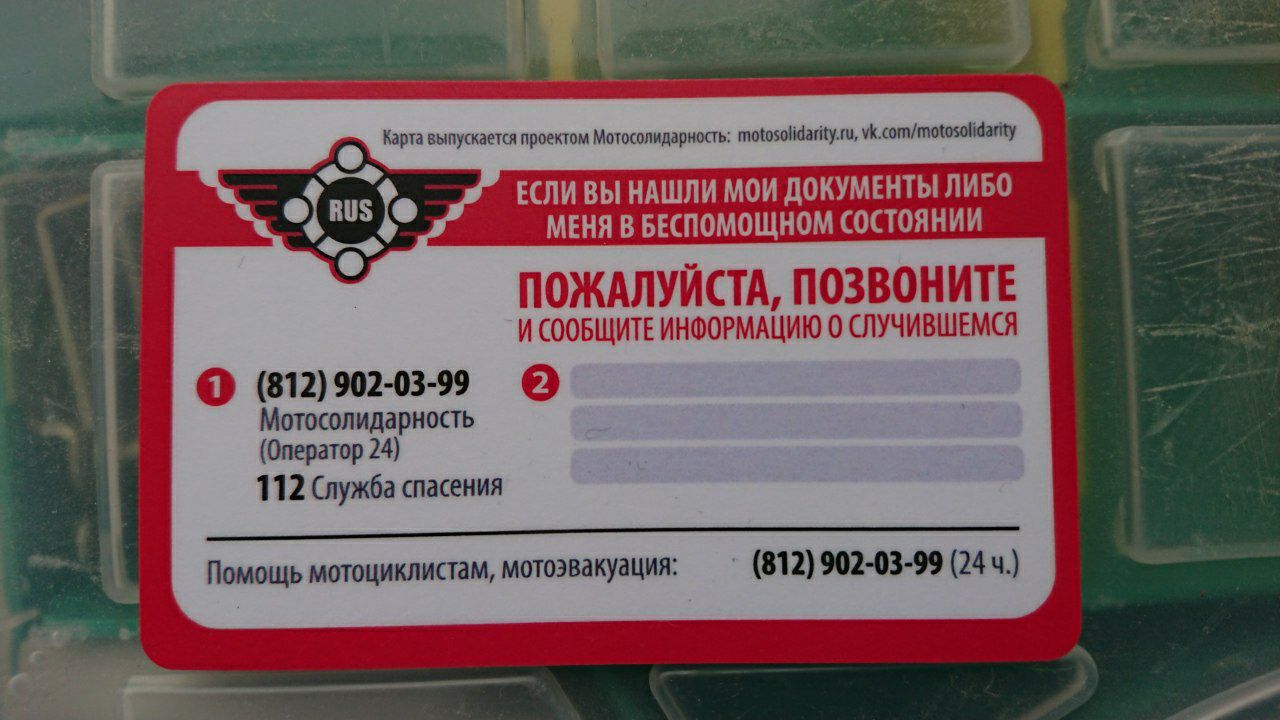 Карта выпускается проектом Мотосолидарность: motosolidarity.ru, vk.com/motosolidarity
RUS
ЕСЛИ ВЫ НАШЛИ МОИ ДОКУМЕНТЫ ЛИБО
МЕНЯ В БЕСПОМОЩНОМ СОСТОЯНИИ
ПОЖАЛУЙСТА, ПОЗВОНИТЕ
И СООБЩИТЕ ИНФОРМАЦИЮ О СЛУЧИВШЕМСЯ
1 (812) 902-03-99
Мотосолидарность
(Оператор 24)
112 Служба спасения
2
Помощь мотоциклистам, мотоэвакуация: (812) 902-03-99 (24 ч.)